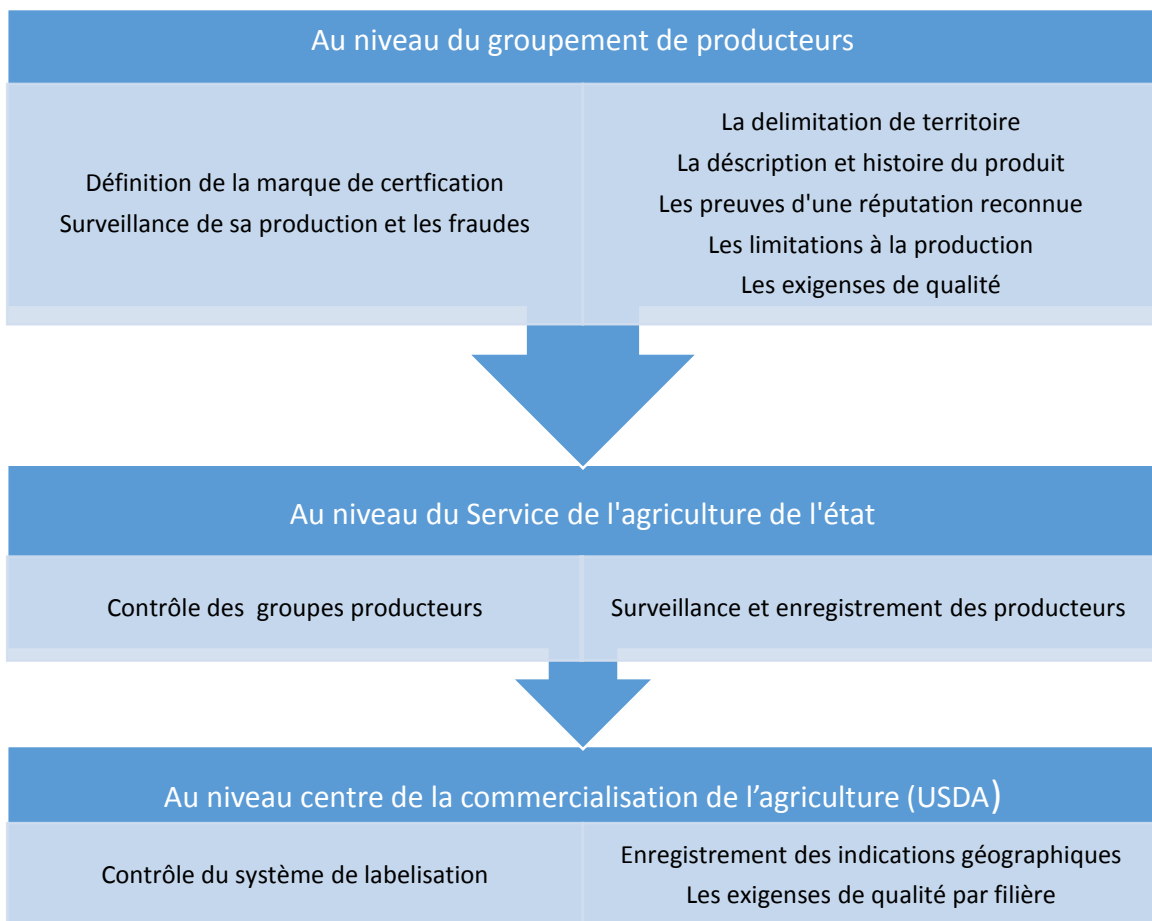 Au niveau du groupement de producteurs
Définition de la marque de certfication
Surveillance de sa production et les fraudes
La delimitation de territoire
La déscription et histoire du produit
Les preuves d'une réputation reconnue
Les limitations à la production
Les exigenses de qualité
Au niveau du Service de l'agriculture de l'état
Contrôle des groupes producteurs
Surveillance et enregistrement des producteurs
Au niveau centre de la commercialisation de l’agriculture (USDA)
Contrôle du système de labelisation
Enregistrement des indications géographiques
Les exigenses de qualité par filière